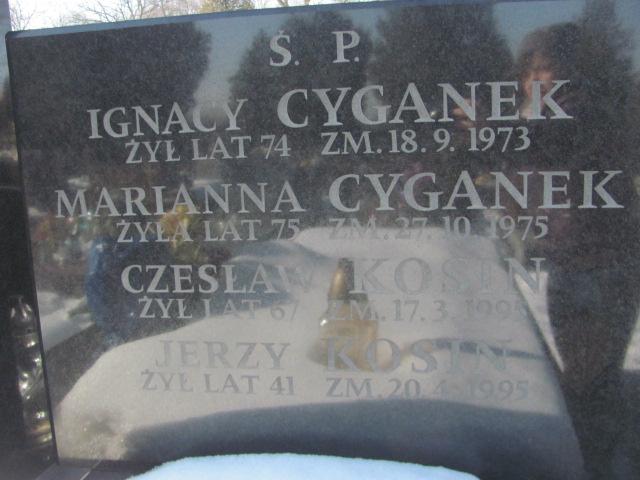 Ś. P.
IGNACY CYGANEK
ŻYŁ LAT 74 ZM. 18. 9. 1973
MARIANNA CYGANEK
ŻYŁA LAT 75 ZM. 27. 10. 1975
CZESŁAW KOSIN
ŻYŁ LAT 67 ZM. 17. 3. 1995
JERZY KOSIN
ŻYŁ LAT 41 ZM. 20. 4. 1995